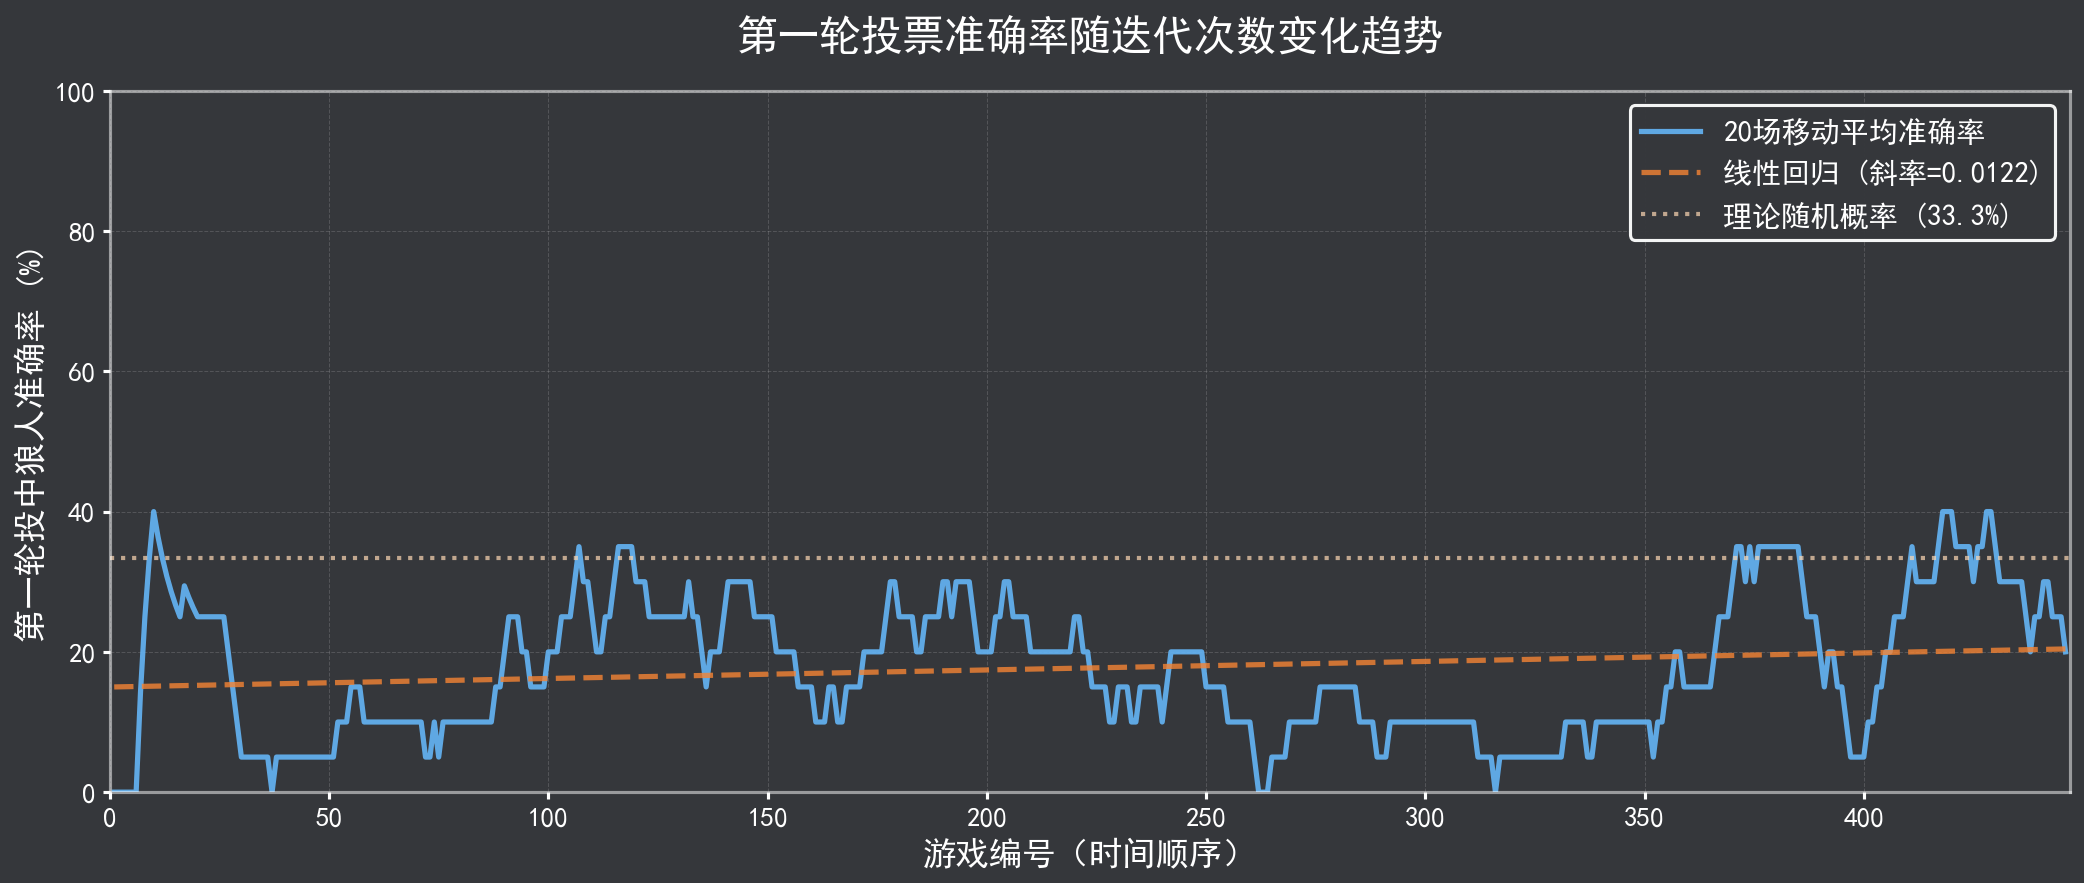 第一轮投票准确率随迭代次数变化趋势
100
80
60
40
20
0
第一轮投中狼人准确率 (%)
20场移动平均准确率
线性回归 (斜率=0.0122)
理论随机概率 (33.3%)
0 50 100 150 200 250 300 350 400
游戏编号（时间顺序）